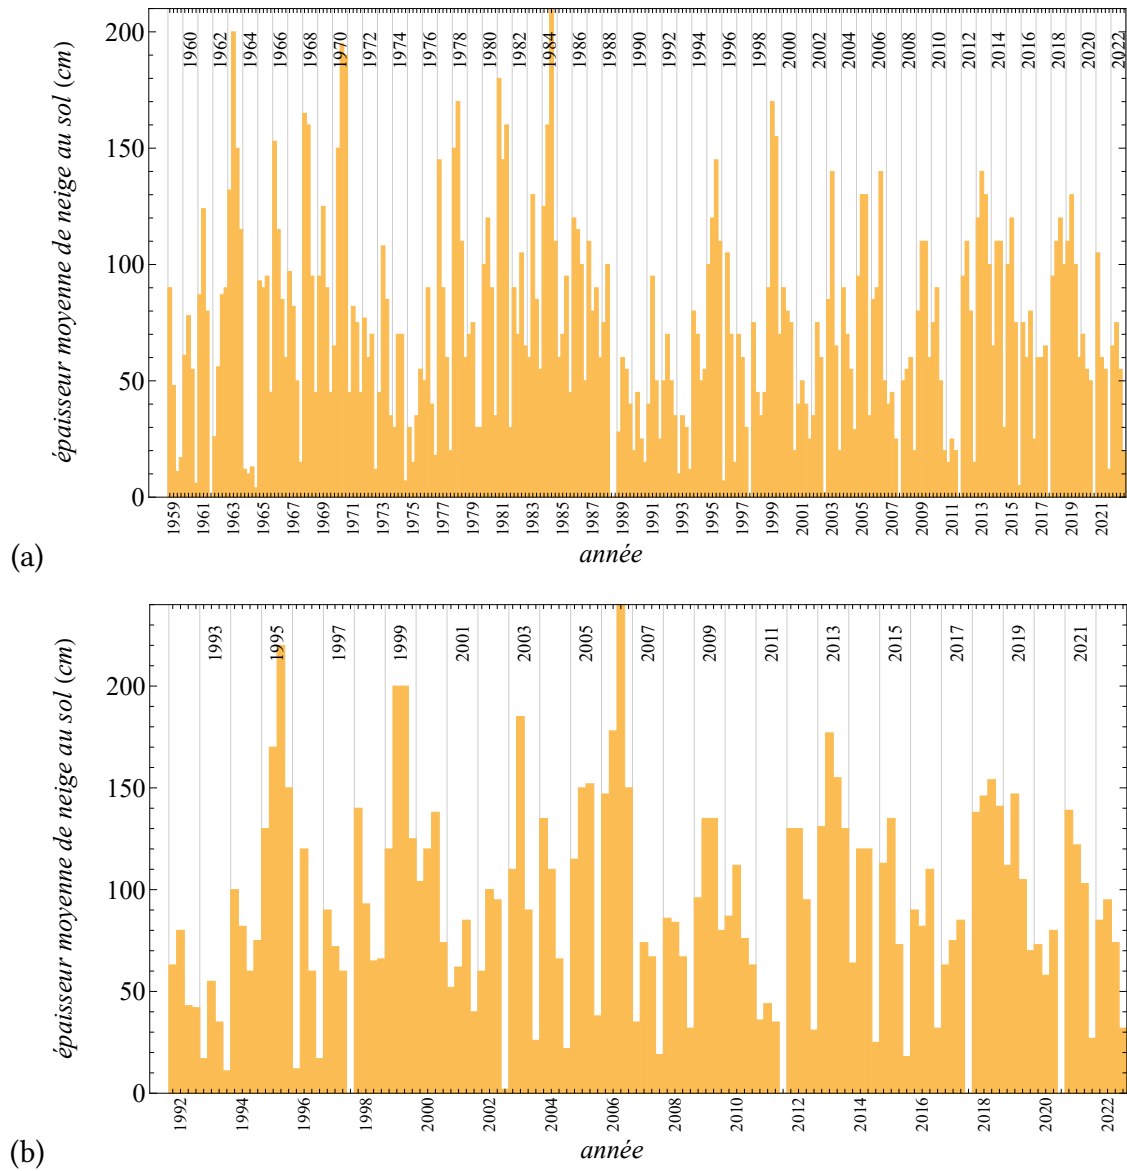 épaisseur moyenne de neige au sol (cm)
200
150
100
50
0
1960 1962 1964 1966 1968 1970 1972 1974 1976 1978 1980 1982 1984 1986 1988 1990 1992 1994 1996 1998 2000 2002 2004 2006 2008 2010 2012 2014 2016 2018 2020 2022
1959 1961 1963 1965 1967 1969 1971 1973 1975 1977 1979 1981 1983 1985 1987 1989 1991 1993 1995 1997 1999 2001 2003 2005 2007 2009 2011 2013 2015 2017 2019 2021
année
(a)
épaisseur moyenne de neige au sol (cm)
200
150
100
50
0
1993 1995 1997 1999 2001 2003 2005 2007 2009 2011 2013 2015 2017 2019 2021
1992 1994 1996 1998 2000 2002 2004 2006 2008 2010 2012 2014 2016 2018 2020 2022
année
(b)